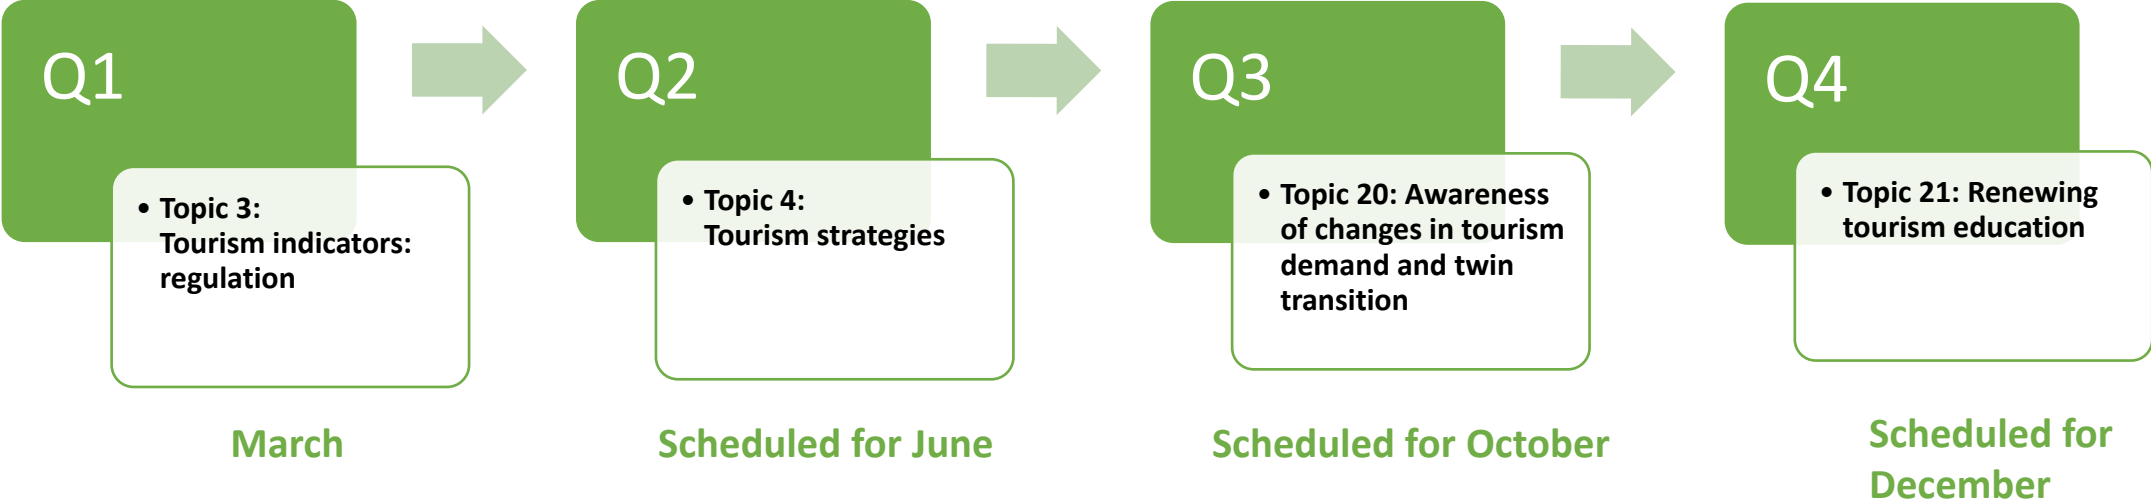 Q1
• Topic 3:
Tourism indicators:
regulation
March
Q2
• Topic 4:
Tourism strategies
Scheduled for June
Q3
• Topic 20: Awareness
of changes in tourism
demand and twin
transition
Scheduled for October
Q4
• Topic 21: Renewing
tourism education
Scheduled for
December